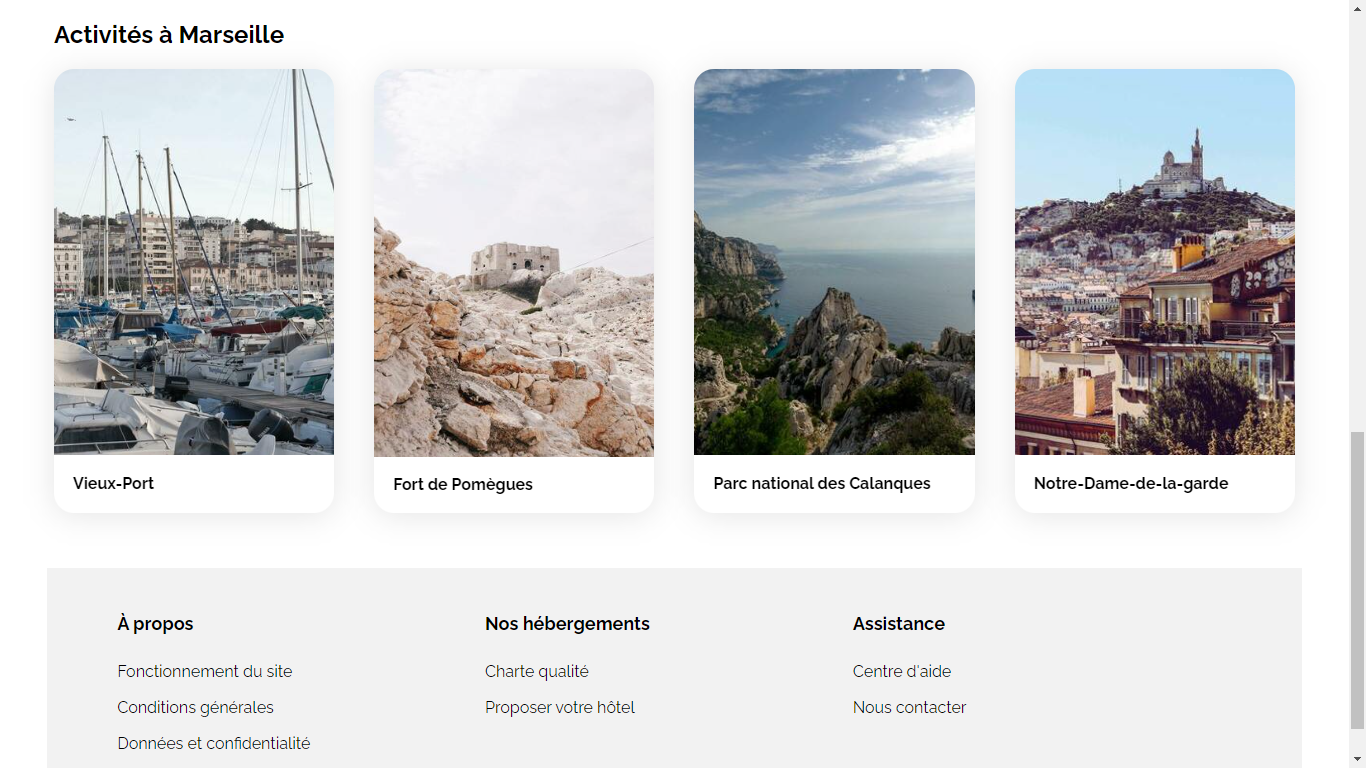 Activités à Marseille
Vieux-Port
Fort de Pomègues
Parc national des Calanques
Notre-Dame-de-la-garde
À propos
Fonctionnement du site
Conditions générales
Données et confidentialité
Nos hébergements
Charte qualité
Proposer votre hôtel
Assistance
Centre d'aide
Nous contacter